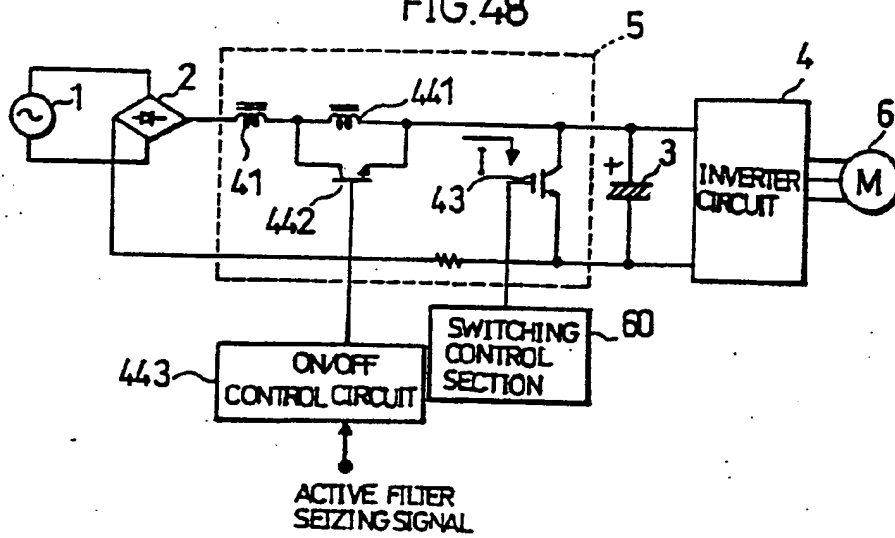 FIG.48
5
1
2
441
4
6
41
442
43
I
+
3
INVERTER
CIRCUIT
M
443
ON/OFF
CONTROL CIRCUIT
SWITCHING
CONTROL
SECTION
60
ACTIVE FILTER
SEIZING SIGNAL